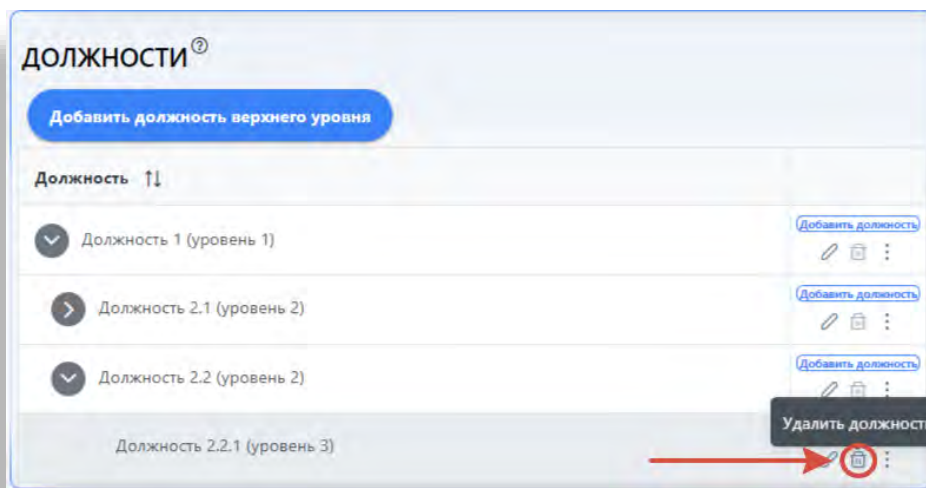 ДОЛЖНОСТИ?
Добавить должность верхнего уровня
Должность ↑↓
Должность 1 (уровень 1)
Добавить должность
Должность 2.1 (уровень 2)
Добавить должность
Должность 2.2 (уровень 2)
Добавить должность
Удалить должност
Должность 2.2.1 (уровень 3)